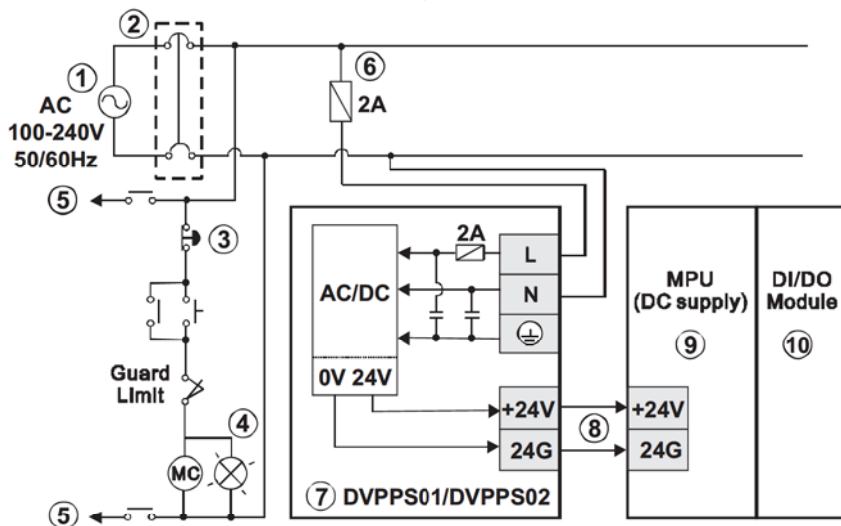 ②
①
AC
100-240V
50/60Hz
⑥
2A
⑤
③
Guard
Limit
④
MC
⑤
2A
L
N
AC/DC
0V 24V
+24V
24G
⑧
⑦ DVPPS01/DVPPS02
MPU
(DC supply)
⑨
+24V
24G
DI/DO
Module
⑩